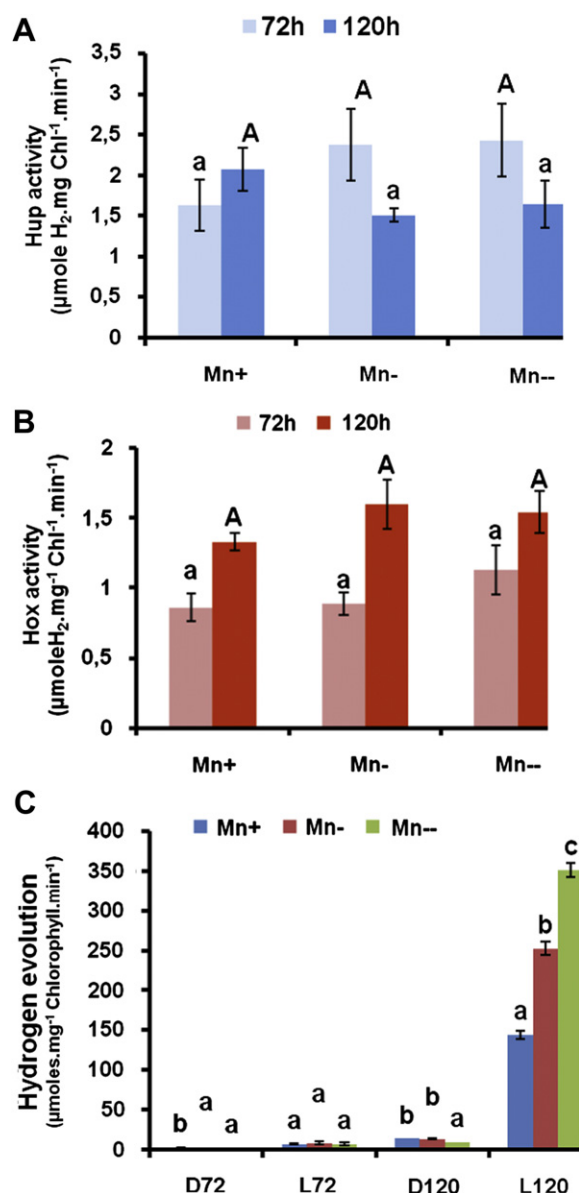 A
72h 120h
3,5
3
2,5
2
1,5
1
0,5
0
Hup activity
(µmole H₂.mg Chl⁻¹.min⁻¹)
a A A a A a
Mn+ Mn- Mn--
B
72h 120h
2
1,5
1
0,5
0
Hox activity
(µmoleH₂.mg⁻¹ Chl⁻¹.min⁻¹)
a A a A a A
Mn+ Mn- Mn--
C
Mn+ Mn- Mn--
400
350
300
250
200
150
100
50
0
Hydrogen evolution
(µmoles.mg⁻¹ Chlorophyll.min⁻¹)
b a a a a a b b a a b c
D72 L72 D120 L120